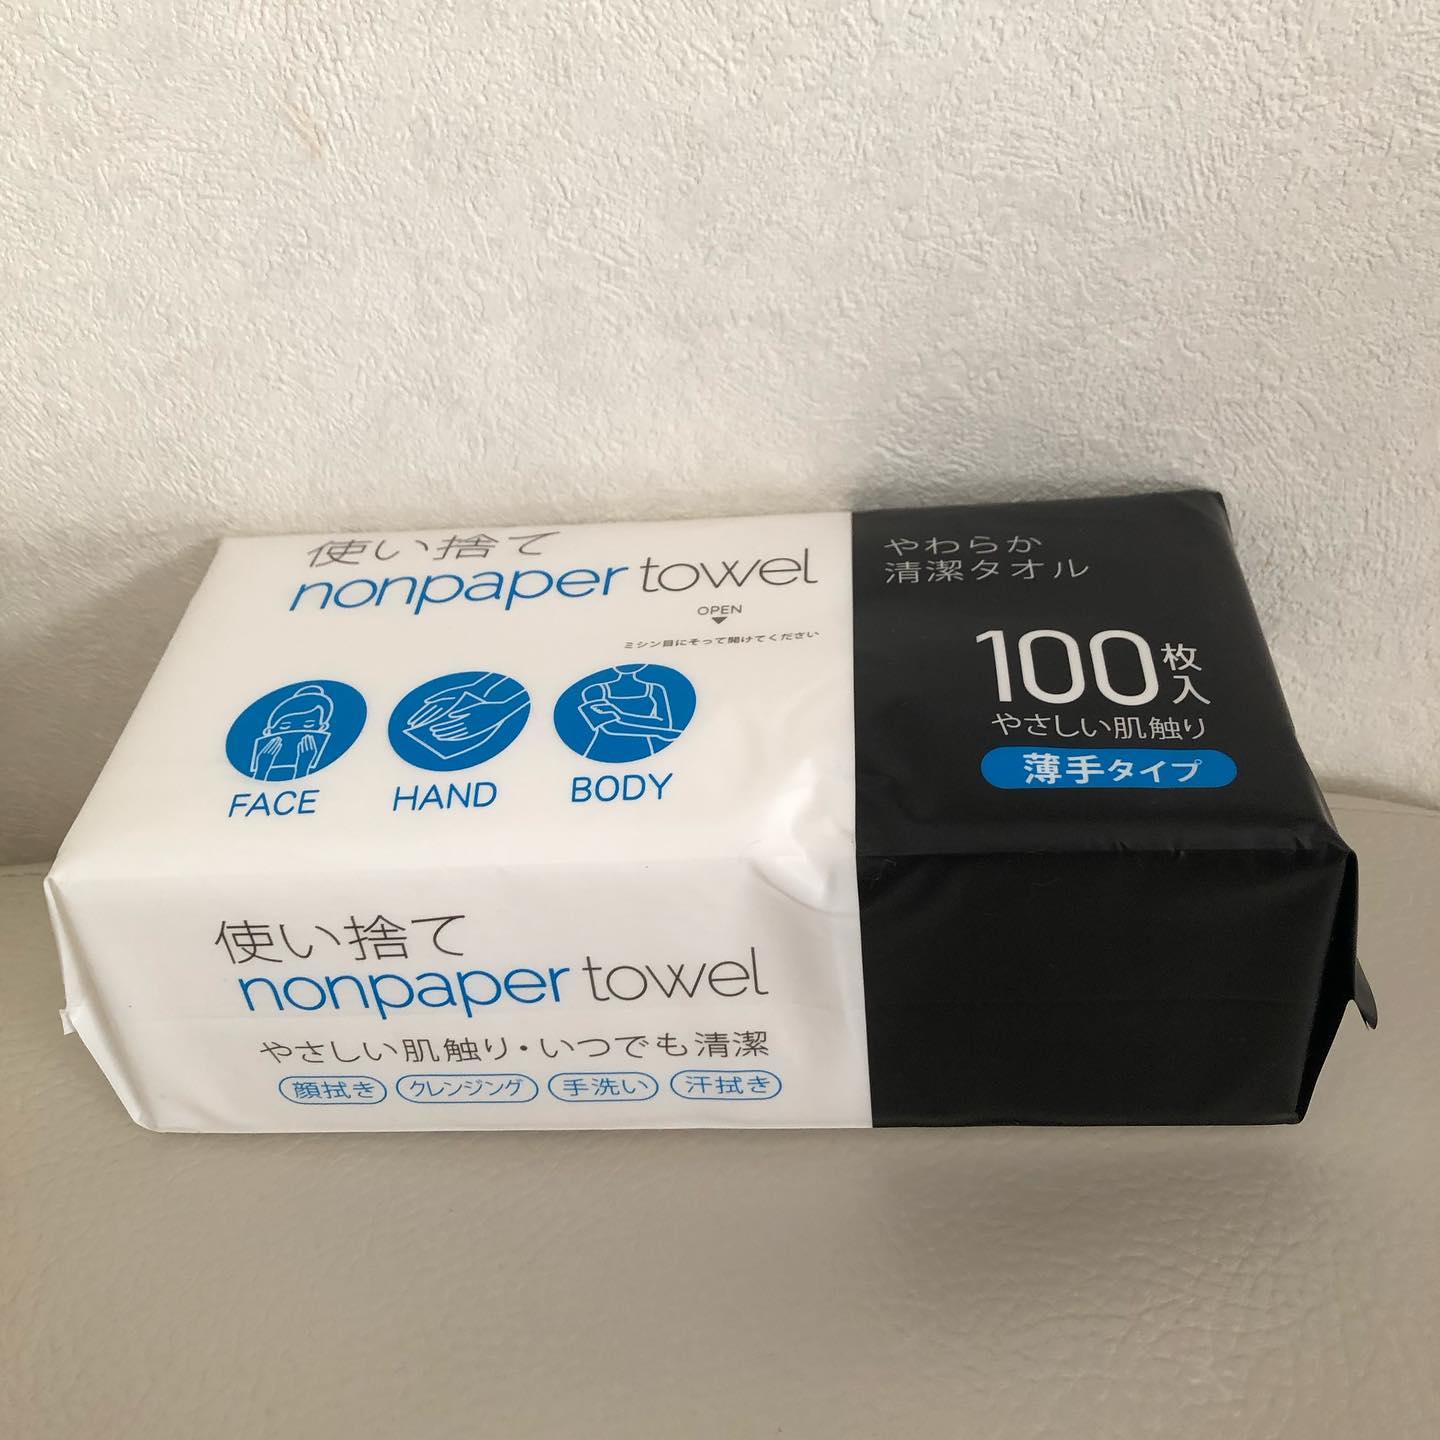 使い捨て
nonpaper towel
OPEN
ミシン目にそって開けてください
FACE
HAND
BODY
やわらか
清潔タオル
100枚入
やさしい肌触り
薄手タイプ
使い捨て
nonpaper towel
やさしい肌触り・いつでも清潔
顔拭き クレンジング 手洗い 汗拭き